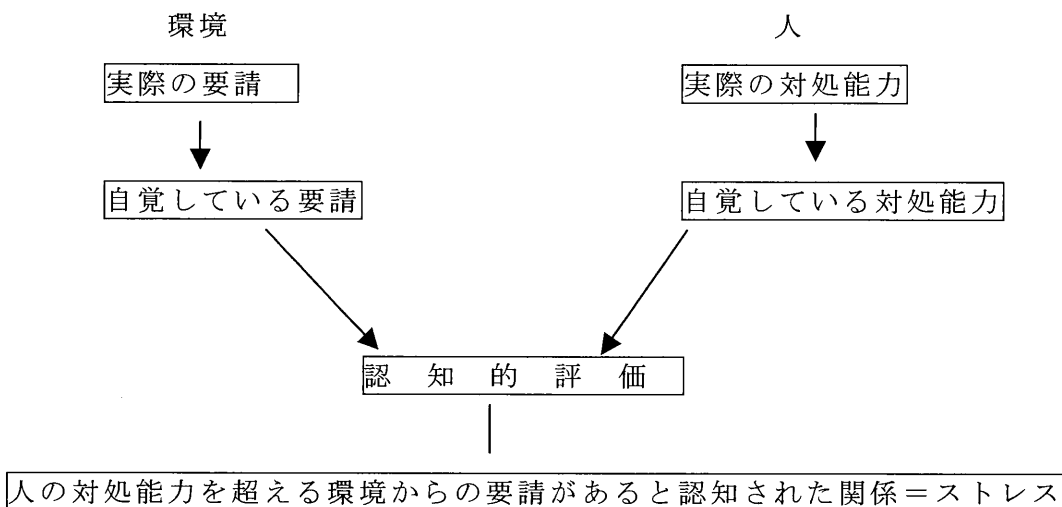 環境 人
実際の要請 実際の対処能力
自覚している要請 自覚している対処能力
認知的評価
人の対処能力を超える環境からの要請があると認知された関係＝ストレス